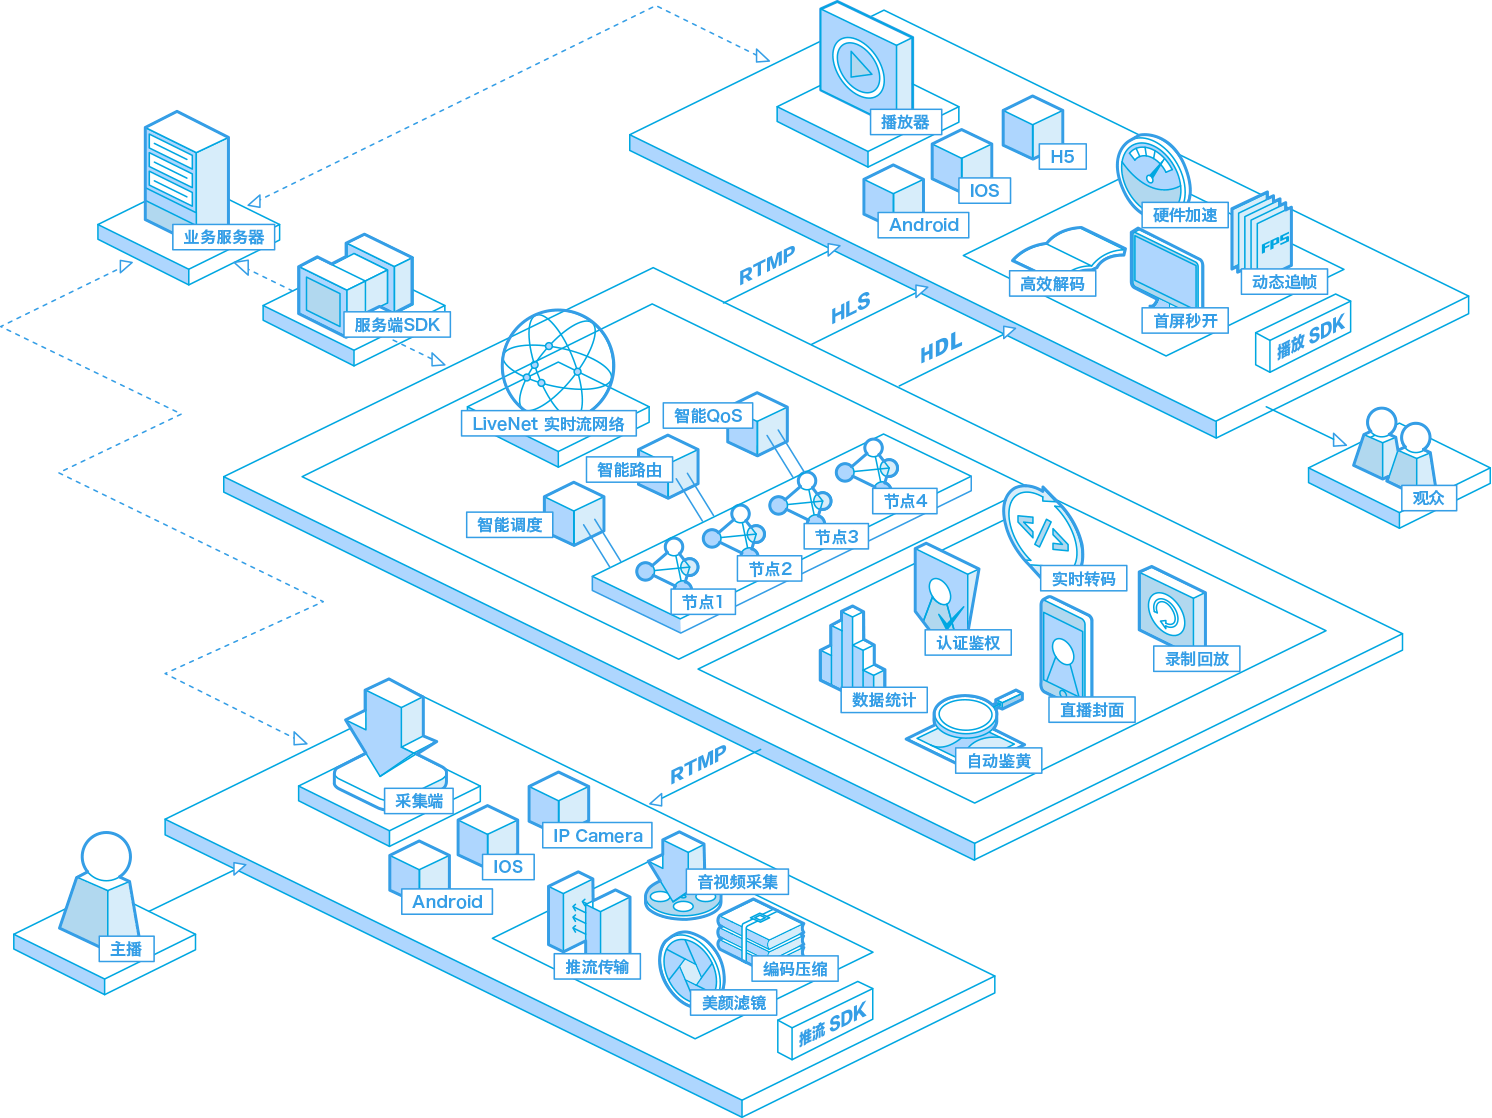 播放器
H5
IOS
Android
硬件加速
FPS
高效解码
动态追帧
首屏秒开
播放 SDK
业务服务器
服务端SDK
RTMP
HLS
HDL
LiveNet 实时流网络
智能QoS
智能路由
智能调度
节点4
节点3
节点2
节点1
观众
</>
实时转码
认证鉴权
录制回放
数据统计
直播封面
自动鉴黄
RTMP
采集端
IP Camera
IOS
Android
音视频采集
推流传输
编码压缩
美颜滤镜
推流 SDK
主播